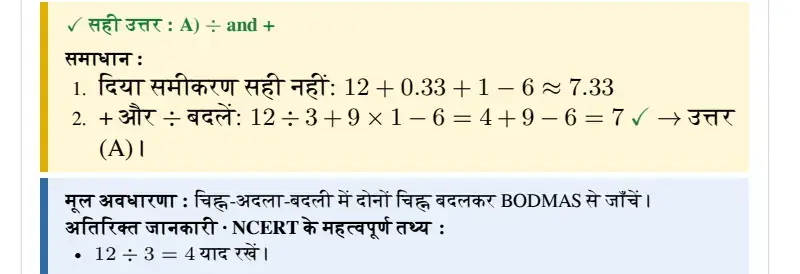 ✓ सही उत्तर : A) ÷ and +
समाधान :
1. दिया समीकरण सही नहीं: 12 + 0.33 + 1 − 6 ≈ 7.33
2. + और ÷ बदलें: 12 ÷ 3 + 9 × 1 − 6 = 4 + 9 − 6 = 7 ✓ → उत्तर
(A)।
मूल अवधारणा : चिह्न-अदला-बदली में दोनों चिह्न बदलकर BODMAS से जाँचें।
अतिरिक्त जानकारी · NCERT के महत्वपूर्ण तथ्य :
• 12 ÷ 3 = 4 याद रखें।